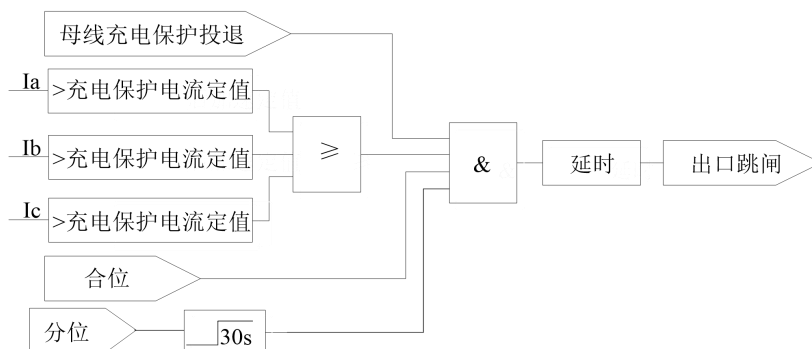 母线充电保护投退
Ia
>充电保护电流定值
Ib
>充电保护电流定值
Ic
>充电保护电流定值
≥
&
延时
出口跳闸
合位
分位
30s